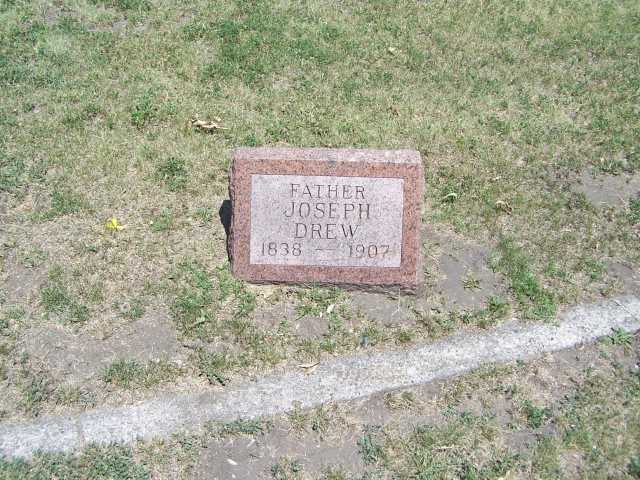 FATHER
JOSEPH
DREW
1838 — 1907